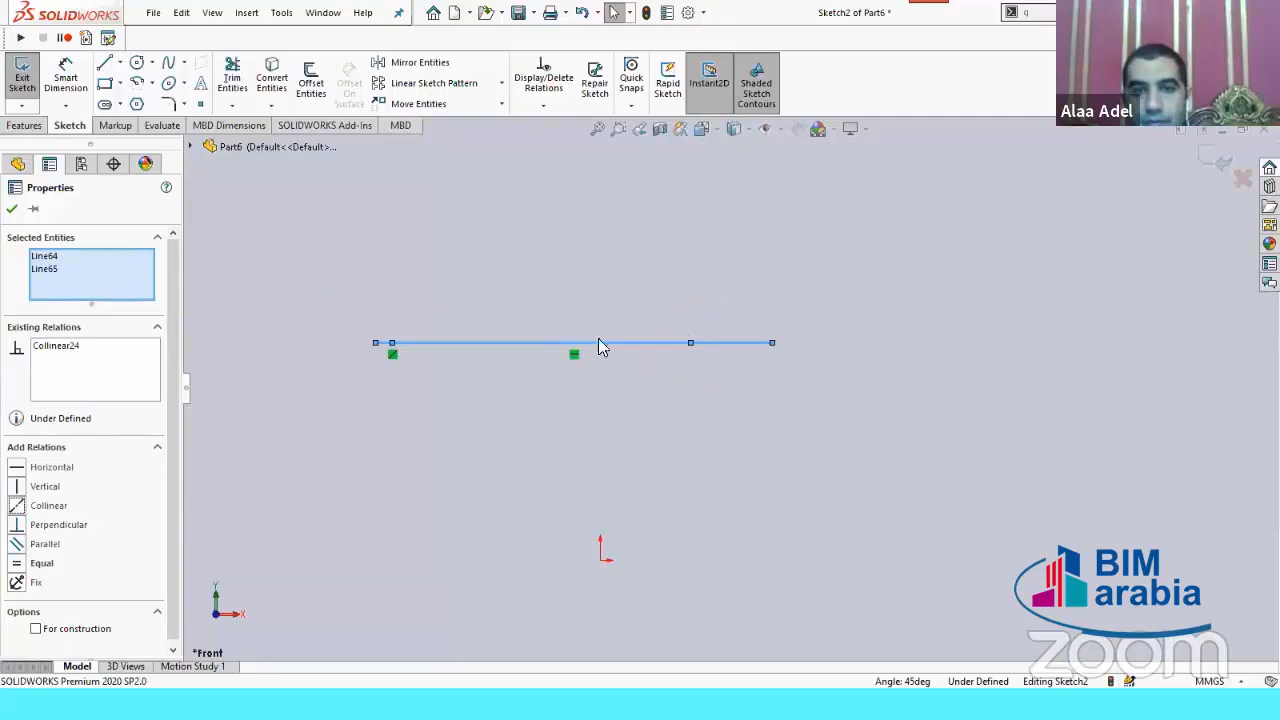 SOLIDWORKS File Edit View Insert Tools Window Help Sketch2 of Part6 * q
Exit Sketch
Smart Dimension
Trim Entities
Convert Entities
Offset Entities
Offset On Surface
Mirror Entities
Linear Sketch Pattern
Move Entities
Display/Delete Relations
Repair Sketch
Quick Snaps
Rapid Sketch
Instant2D
Shaded Sketch Contours
Alaa Adel
Features Sketch Markup Evaluate MBD Dimensions SOLIDWORKS Add-Ins MBD
Part6 (Default<<Default>...
Properties
Selected Entities
Line64
Line65
Existing Relations
Collinear24
Under Defined
Add Relations
Horizontal
Vertical
Collinear
Perpendicular
Parallel
Equal
Fix
Options
For construction
Y
X
*Front
BIM
arabia
zoom
Model 3D Views Motion Study 1
SOLIDWORKS Premium 2020 SP2.0 Angle: 45deg Under Defined Editing Sketch2 MMGS